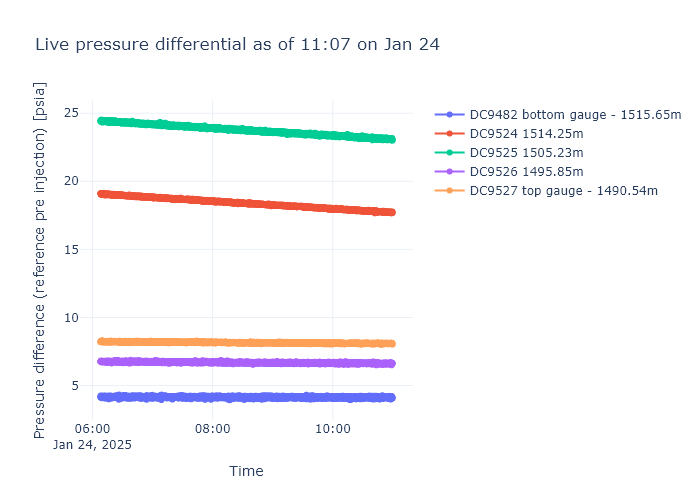 Live pressure differential as of 11:07 on Jan 24
Pressure difference (reference pre injection) [psia]
25
20
15
10
5
06:00
Jan 24, 2025
08:00
10:00
Time
DC9482 bottom gauge - 1515.65m
DC9524 1514.25m
DC9525 1505.23m
DC9526 1495.85m
DC9527 top gauge - 1490.54m